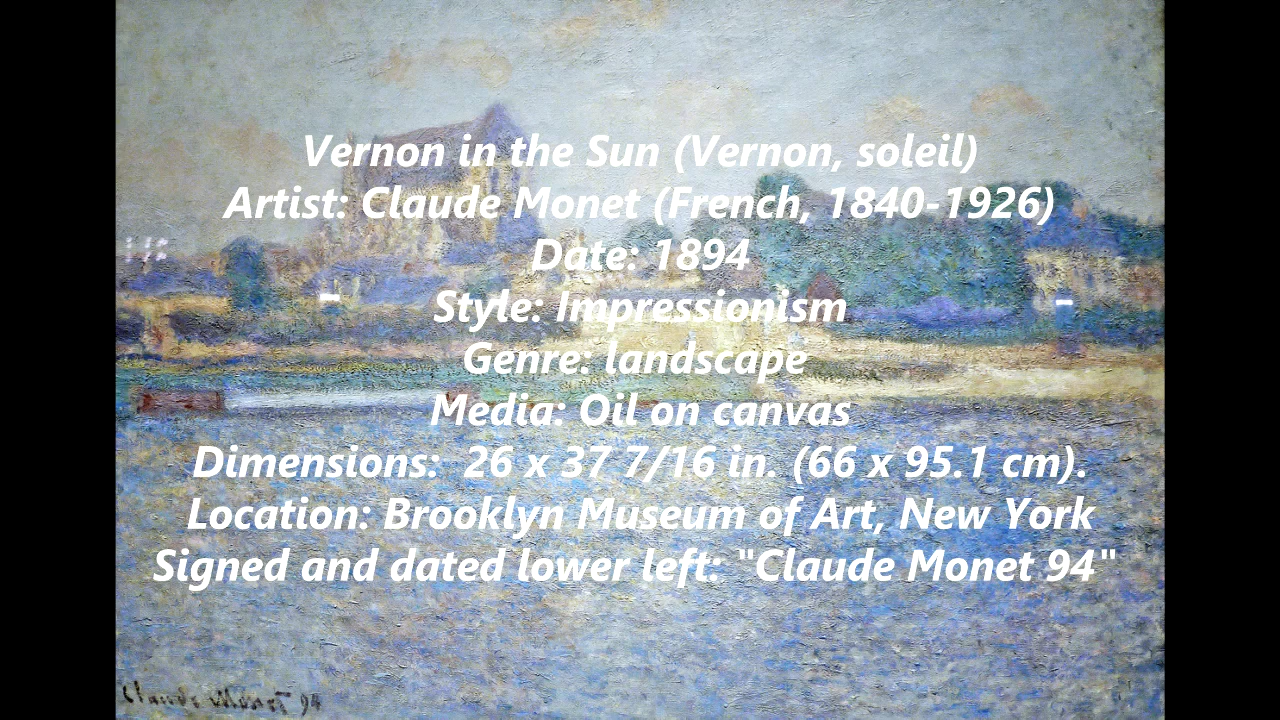 Vernon in the Sun (Vernon, soleil)
Artist: Claude Monet (French, 1840-1926)
Date: 1894
Style: Impressionism
Genre: landscape
Media: Oil on canvas
Dimensions:  26 x 37 7/16 in. (66 x 95.1 cm).
Location: Brooklyn Museum of Art, New York
Signed and dated lower left: "Claude Monet 94"
Claude Monet 94